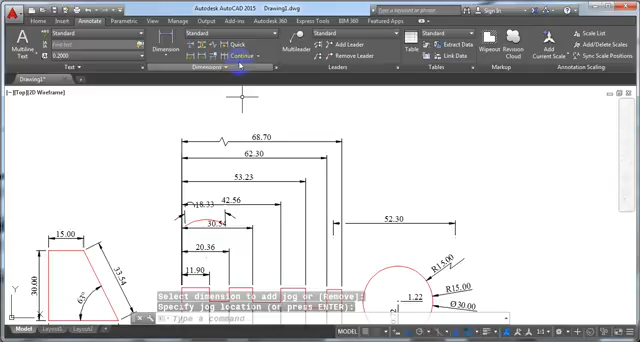 Autodesk AutoCAD 2015 Drawing1.dwg
Sign In
Home
Insert
Annotate
Parametric
View
Manage
Output
Add-ins
Autodesk 360
Express Tools
BIM 360
Featured Apps
A
Multiline
Text
Standard
Find text
0.2000
Text
Dimension
Standard
Quick
Continue
Dimensions
Multileader
Standard
Add Leader
Remove Leader
Leaders
Table
Standard
Extract Data
Link Data
Tables
Wipeout
Revision
Cloud
Markup
Add
Current
Scale
Scale List
Add/Delete Scales
Sync Scale Positions
Annotation Scaling
Drawing1*
[−][Top][2D Wireframe]
68.70
62.30
53.23
42.56
18.33
30.54
52.30
20.36
11.90
15.00
30.00
33.54
63°
R15.00
R15.00
1.22
Ø30.00
Y
Select dimension to add jog or [Remove]:
Specify jog location (or press ENTER):
Type a command
Model
Layout1
Layout2
MODEL
1:1